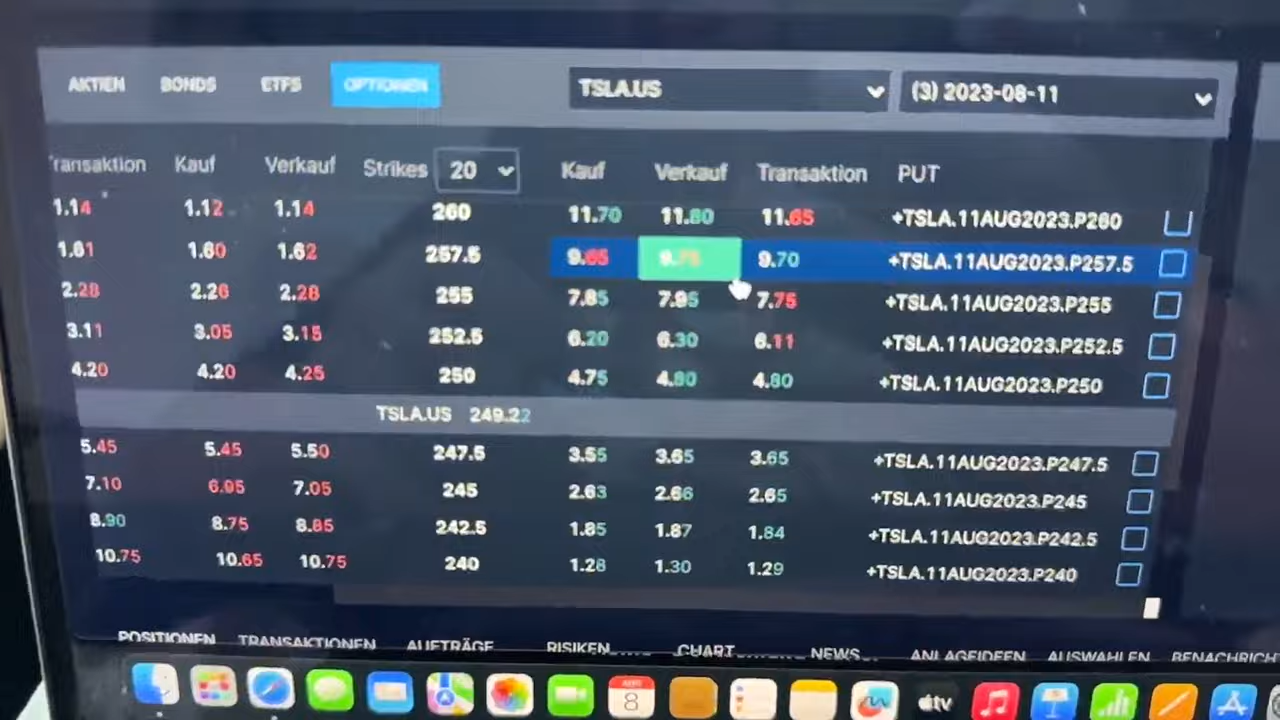 AKTIEN BONDS ETFS OPTIONEN TSLA.US (3) 2023-08-11
ransaktion Kauf Verkauf Strikes 20 Kauf Verkauf Transaktion PUT
1.14 1.12 1.14 260 11.70 11.80 11.65 +TSLA.11AUG2023.P260
1.61 1.60 1.62 257.5 9.65 9.75 9.70 +TSLA.11AUG2023.P257.5
2.28 2.26 2.28 255 7.85 7.95 7.75 +TSLA.11AUG2023.P255
3.11 3.05 3.15 252.5 6.20 6.30 6.11 +TSLA.11AUG2023.P252.5
4.20 4.20 4.25 250 4.75 4.80 4.80 +TSLA.11AUG2023.P250
TSLA.US 249.22
5.45 5.45 5.50 247.5 3.55 3.65 3.65 +TSLA.11AUG2023.P247.5
7.10 6.95 7.05 245 2.63 2.66 2.65 +TSLA.11AUG2023.P245
8.90 8.75 8.85 242.5 1.85 1.87 1.84 +TSLA.11AUG2023.P242.5
10.75 10.65 10.75 240 1.28 1.30 1.29 +TSLA.11AUG2023.P240
POSITIONEN TRANSAKTIONEN AUFTRÄGE RISIKEN CHART NEWS ANLAGEIDEEN AUSWAHLEN BENACHRICH
8 tv